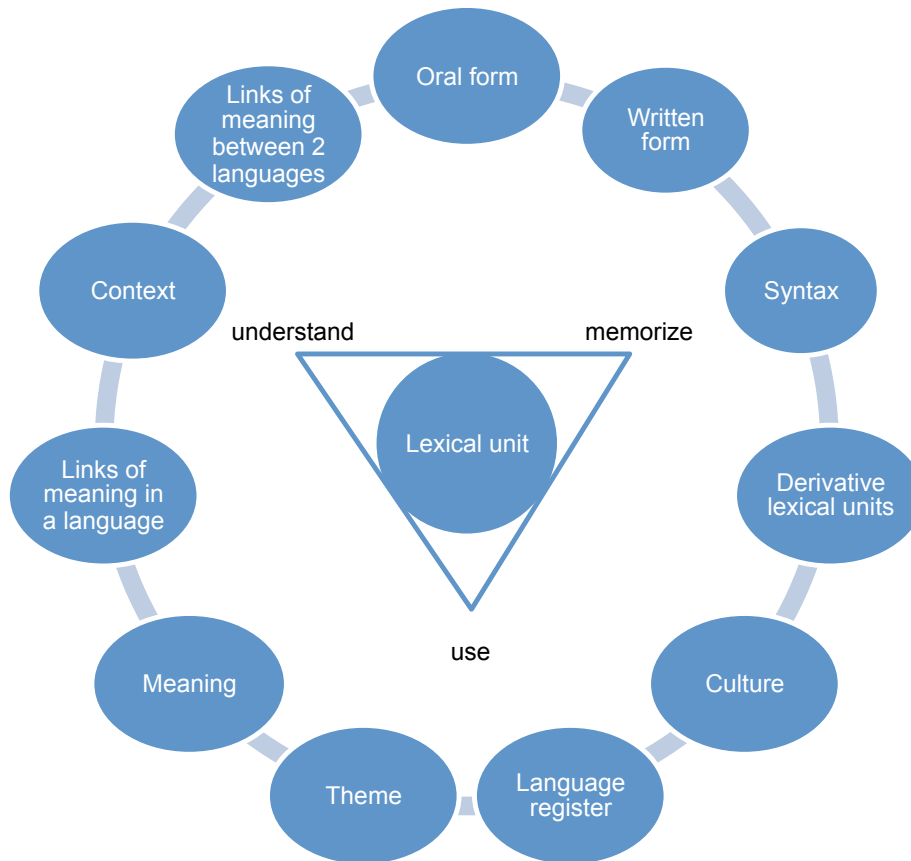 Oral form
Links of
meaning
between 2
languages
Written
form
Context
Syntax
understand
memorize
Lexical unit
Links of
meaning in
a language
Derivative
lexical units
use
Meaning
Culture
Theme
Language
register